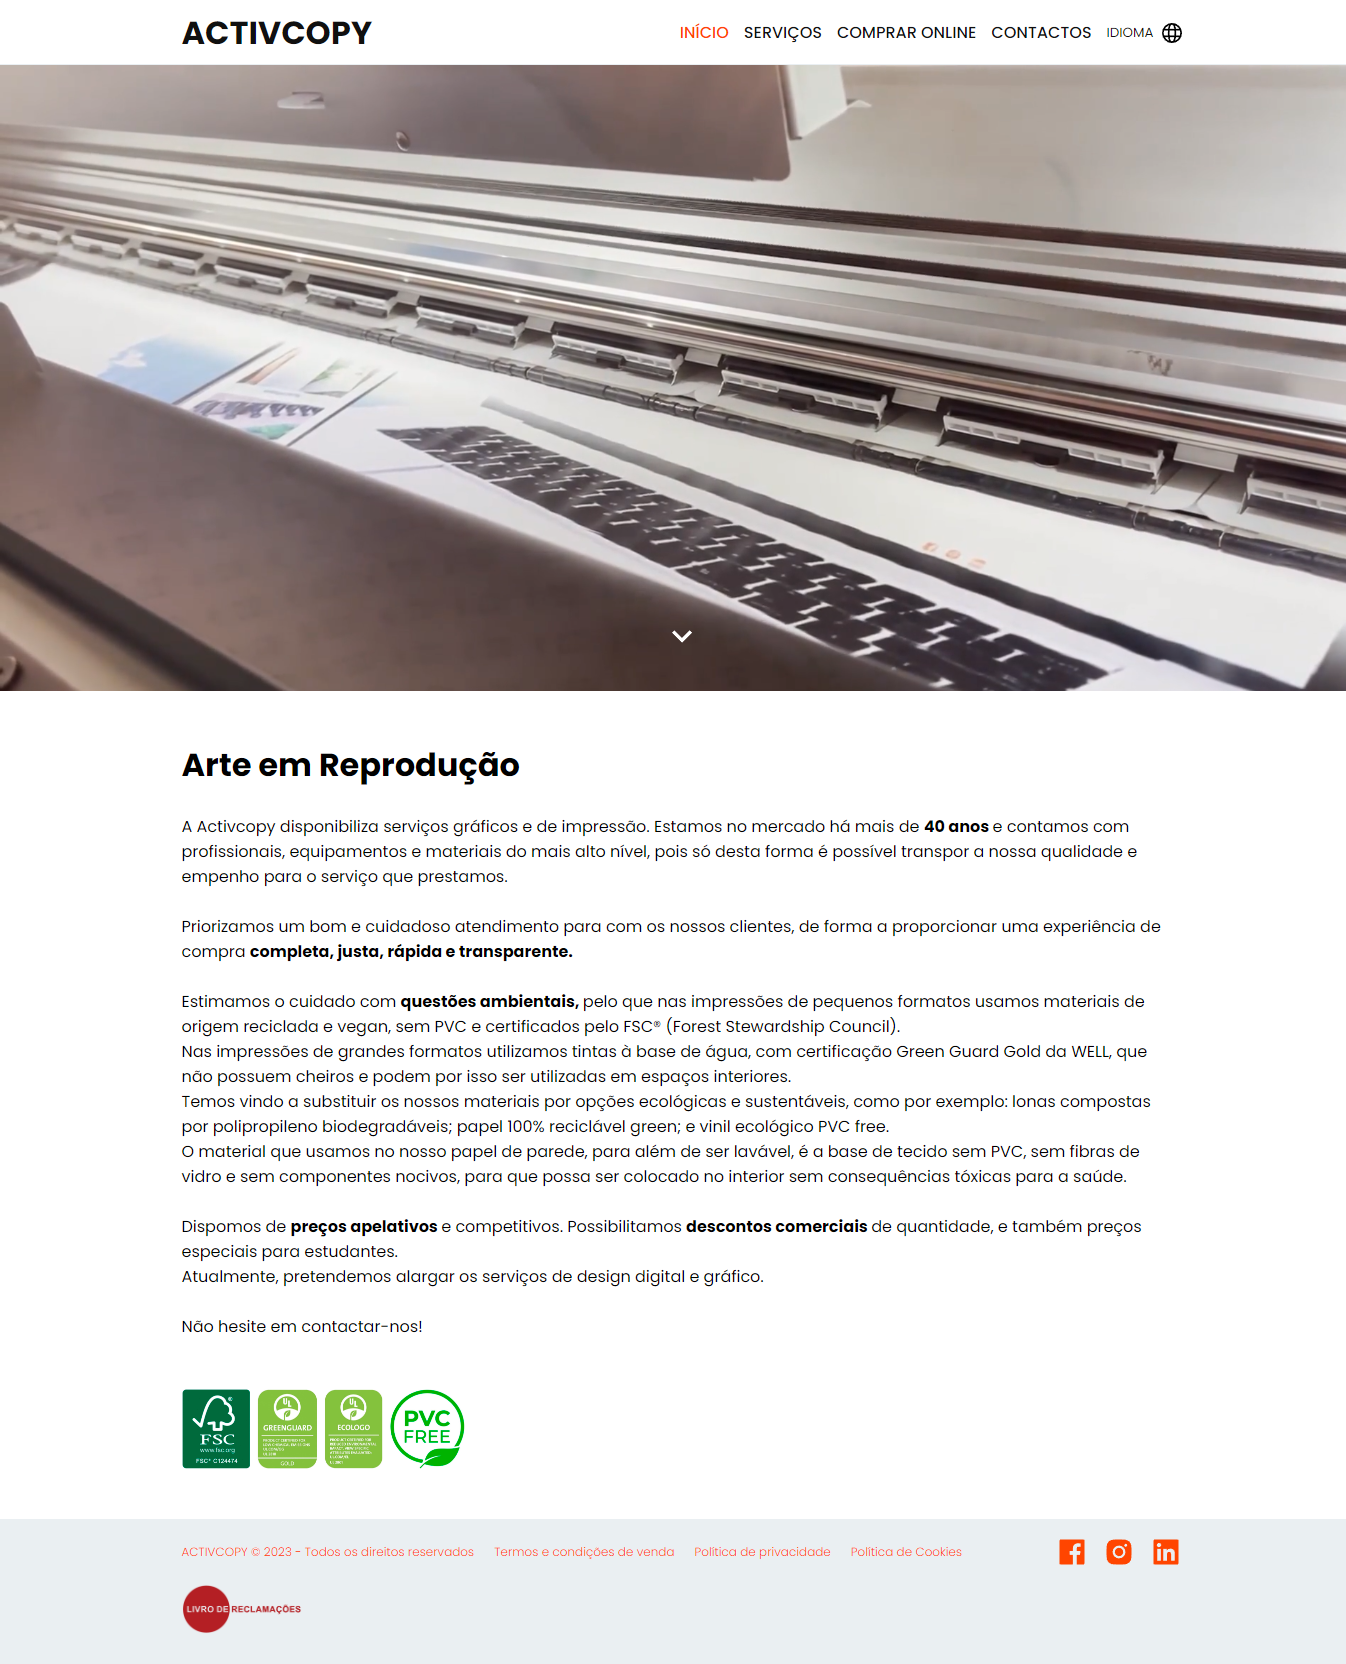 ACTIVCOPY
INÍCIO SERVIÇOS COMPRAR ONLINE CONTACTOS IDIOMA
Arte em Reprodução
A Activcopy disponibiliza serviços gráficos e de impressão. Estamos no mercado há mais de 40 anos e contamos com
profissionais, equipamentos e materiais do mais alto nível, pois só desta forma é possível transpor a nossa qualidade e
empenho para o serviço que prestamos.
Priorizamos um bom e cuidadoso atendimento para com os nossos clientes, de forma a proporcionar uma experiência de
compra completa, justa, rápida e transparente.
Estimamos o cuidado com questões ambientais, pelo que nas impressões de pequenos formatos usamos materiais de
origem reciclada e vegan, sem PVC e certificados pelo FSC® (Forest Stewardship Council).
Nas impressões de grandes formatos utilizamos tintas à base de água, com certificação Green Guard Gold da WELL, que
não possuem cheiros e podem por isso ser utilizadas em espaços interiores.
Temos vindo a substituir os nossos materiais por opções ecológicas e sustentáveis, como por exemplo: lonas compostas
por polipropileno biodegradáveis; papel 100% reciclável green; e vinil ecológico PVC free.
O material que usamos no nosso papel de parede, para além de ser lavável, é a base de tecido sem PVC, sem fibras de
vidro e sem componentes nocivos, para que possa ser colocado no interior sem consequências tóxicas para a saúde.
Dispomos de preços apelativos e competitivos. Possibilitamos descontos comerciais de quantidade, e também preços
especiais para estudantes.
Atualmente, pretendemos alargar os serviços de design digital e gráfico.
Não hesite em contactar-nos!
FSC
www.fsc.org
FSC® C124474
UL
GREENGUARD
GOLD
UL
ECOLOGO
PVC
FREE
ACTIVCOPY © 2023 - Todos os direitos reservados Termos e condições de venda Política de privacidade Política de Cookies
LIVRO DE RECLAMAÇÕES